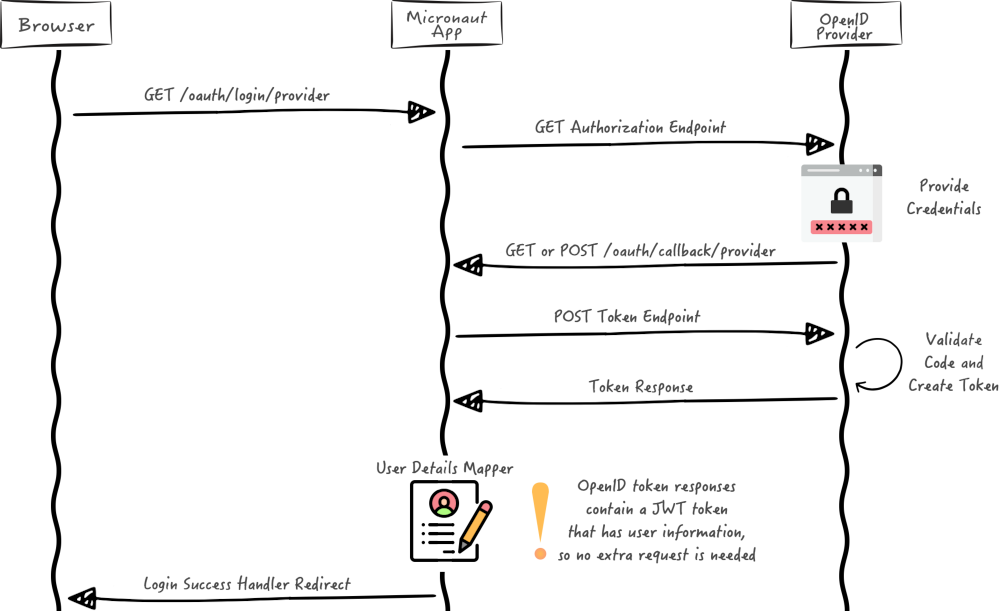 Browser
Micronaut
App
OpenID
Provider
GET /oauth/login/provider
GET Authorization Endpoint
Provide
Credentials
GET or POST /oauth/callback/provider
POST Token Endpoint
Validate
Code and
Create Token
Token Response
User Details Mapper
OpenID token responses
contain a JWT token
that has user information,
so no extra request is needed
Login Success Handler Redirect